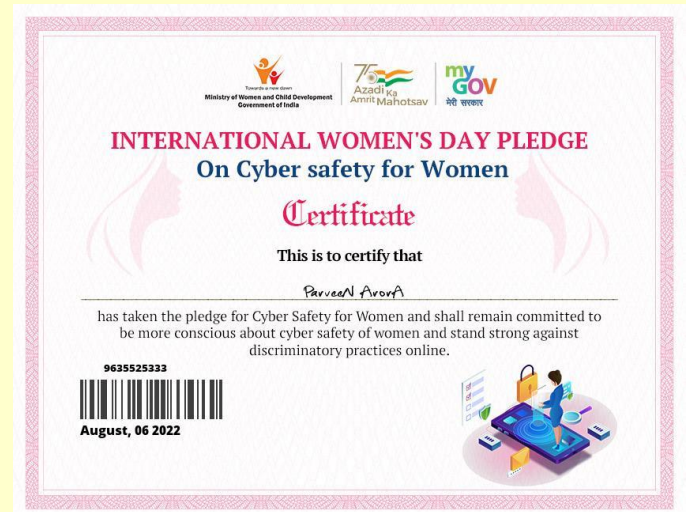 Towards a new dawn
Ministry of Women and Child Development
Government of India
75
Azadi Ka
Amrit Mahotsav
my
GOV
मेरी सरकार
INTERNATIONAL WOMEN'S DAY PLEDGE
On Cyber safety for Women
Certificate
This is to certify that
ParveeN ArorA
has taken the pledge for Cyber Safety for Women and shall remain committed to
be more conscious about cyber safety of women and stand strong against
discriminatory practices online.
9635525333
August, 06 2022